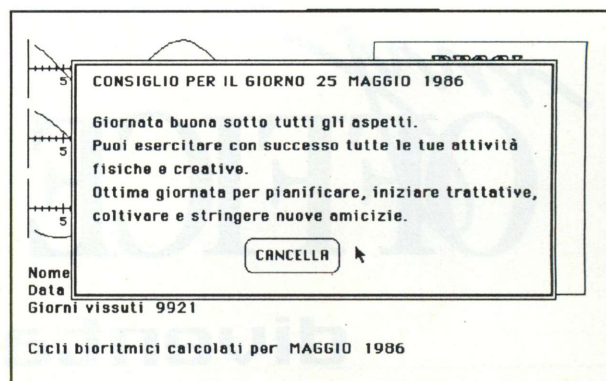 5
CONSIGLIO PER IL GIORNO 25 MAGGIO 1986
5
Giornata buona sotto tutti gli aspetti.
Puoi esercitare con successo tutte le tue attività
fisiche e creative.
Ottima giornata per pianificare, iniziare trattative,
5
coltivare e stringere nuove amicizie.
CANCELLA
Nome
Data
Giorni vissuti 9921
Cicli bioritmici calcolati per MAGGIO 1986